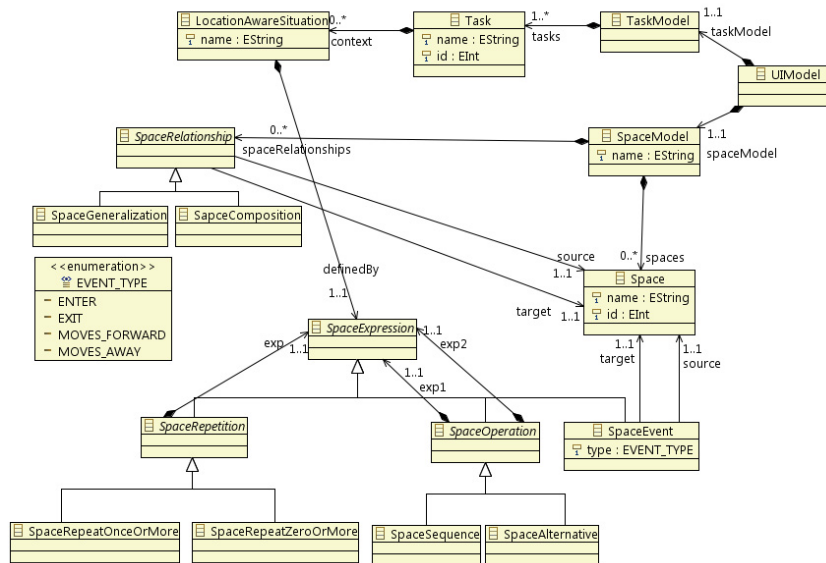 LocationAwareSituation
name : EString
0..*
context
Task
name : EString
id : EInt
1..*
tasks
TaskModel
1..1
taskModel
UIModel
SpaceRelationship
0..*
spaceRelationships
SpaceModel
name : EString
1..1
spaceModel
SpaceGeneralization
SapceComposition
<<enumeration>>
EVENT_TYPE
ENTER
EXIT
MOVES_FORWARD
MOVES_AWAY
definedBy
1..1
source
1..1
0..*
spaces
Space
name : EString
id : EInt
target
1..1
SpaceExpression
exp
1..1
1..1
exp2
1..1
exp1
1..1
target
1..1
source
SpaceRepetition
SpaceOperation
SpaceEvent
type : EVENT_TYPE
SpaceRepeatOnceOrMore
SpaceRepeatZeroOrMore
SpaceSequence
SpaceAlternative